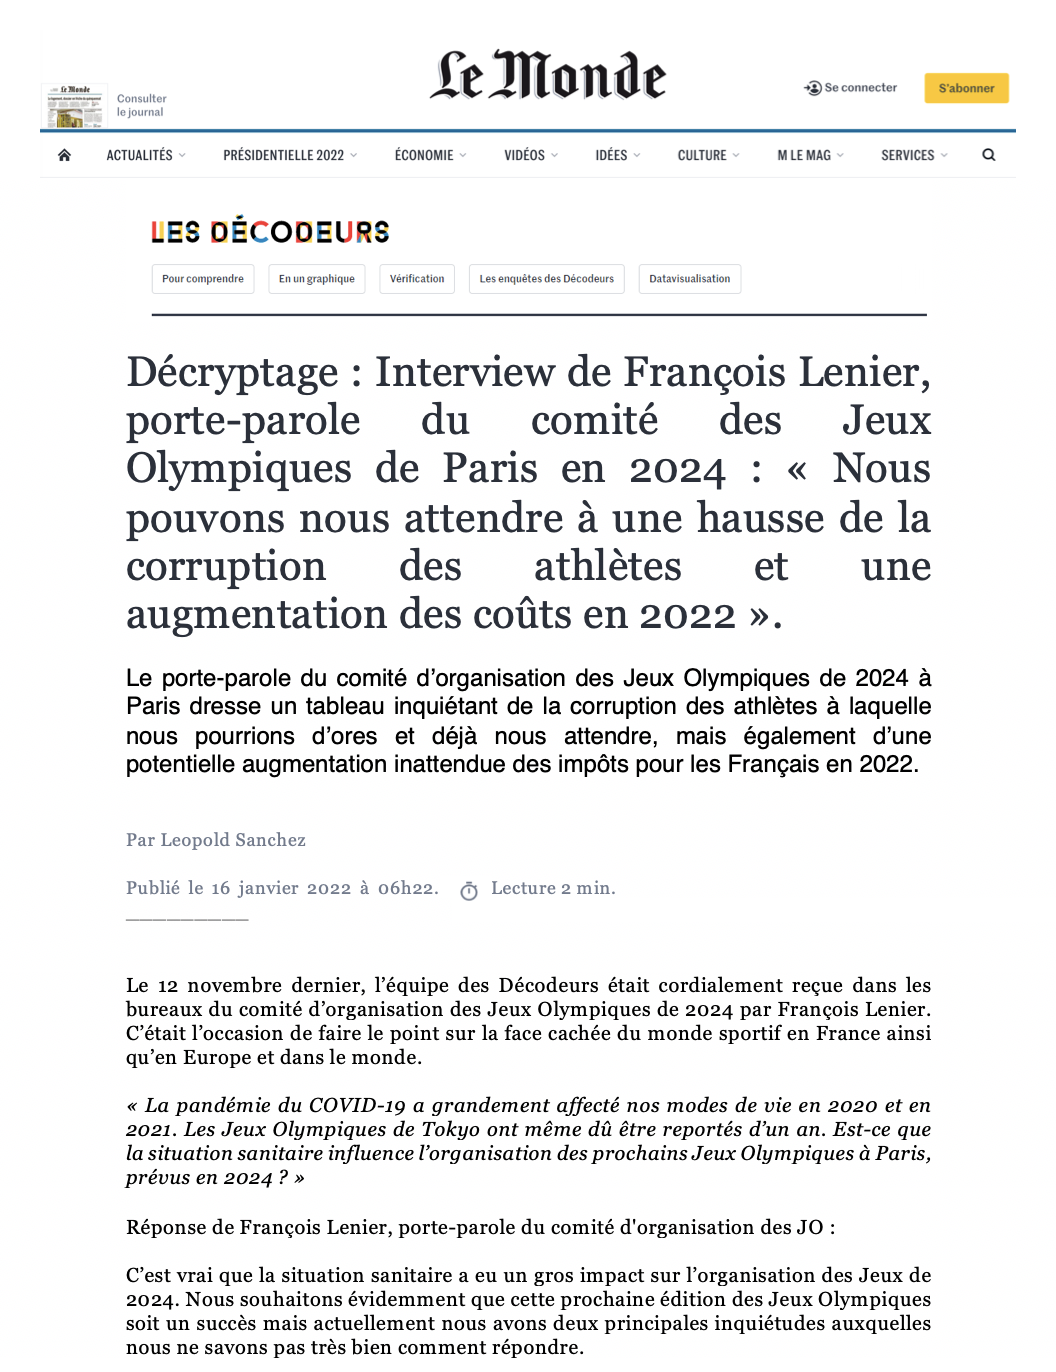 Le Monde
Le Monde
Consulter
le journal
Se connecter
S'abonner
ACTUALITÉS
PRÉSIDENTIELLE 2022
ÉCONOMIE
VIDÉOS
IDÉES
CULTURE
M LE MAG
SERVICES
LES DÉCODEURS
Pour comprendre
En un graphique
Vérification
Les enquêtes des Décodeurs
Datavisualisation
Décryptage : Interview de François Lenier,
porte-parole du comité des Jeux
Olympiques de Paris en 2024 : « Nous
pouvons nous attendre à une hausse de la
corruption des athlètes et une
augmentation des coûts en 2022 ».
Le porte-parole du comité d’organisation des Jeux Olympiques de 2024 à
Paris dresse un tableau inquiétant de la corruption des athlètes à laquelle
nous pourrions d’ores et déjà nous attendre, mais également d’une
potentielle augmentation inattendue des impôts pour les Français en 2022.
Par Leopold Sanchez
Publié le 16 janvier 2022 à 06h22. Lecture 2 min.
Le 12 novembre dernier, l’équipe des Décodeurs était cordialement reçue dans les
bureaux du comité d’organisation des Jeux Olympiques de 2024 par François Lenier.
C’était l’occasion de faire le point sur la face cachée du monde sportif en France ainsi
qu’en Europe et dans le monde.
« La pandémie du COVID-19 a grandement affecté nos modes de vie en 2020 et en
2021. Les Jeux Olympiques de Tokyo ont même dû être reportés d’un an. Est-ce que
la situation sanitaire influence l’organisation des prochains Jeux Olympiques à Paris,
prévus en 2024 ? »
Réponse de François Lenier, porte-parole du comité d'organisation des JO :
C’est vrai que la situation sanitaire a eu un gros impact sur l’organisation des Jeux de
2024. Nous souhaitons évidemment que cette prochaine édition des Jeux Olympiques
soit un succès mais actuellement nous avons deux principales inquiétudes auxquelles
nous ne savons pas très bien comment répondre.